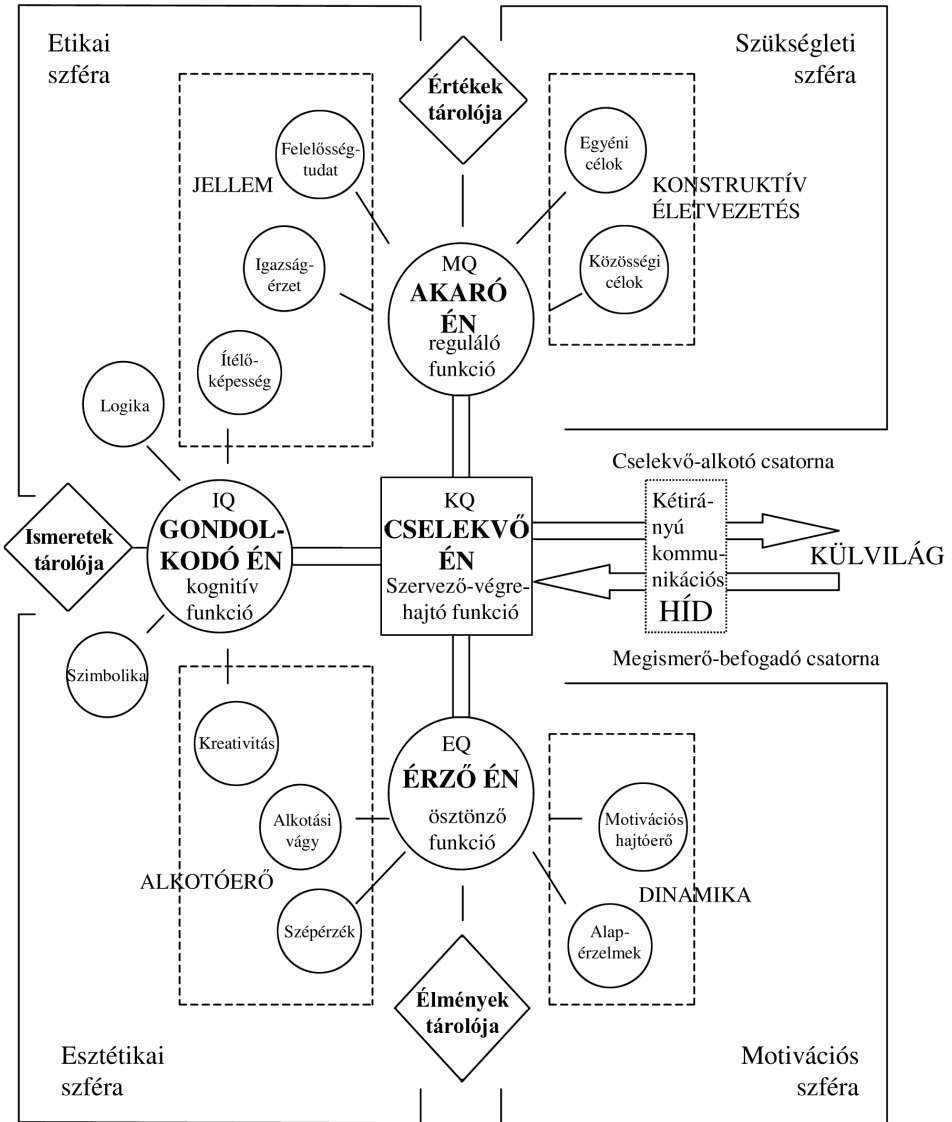 Etikai
szféra
Értékek
tárolója
Szükségleti
szféra
Felelősség-
tudat
JELLEM
Igazság-
érzet
Ítélő-
képesség
Egyéni
célok
KONSTRUKTÍV
ÉLETVEZETÉS
Közösségi
célok
MQ
AKARÓ
ÉN
reguláló
funkció
Logika
Ismeretek
tárolója
IQ
GONDOL-
KODÓ ÉN
kognitív
funkció
KQ
CSELEKVŐ
ÉN
Szervező-végre-
hajtó funkció
Cselekvő-alkotó csatorna
Kétirá-
nyú
kommu-
nikációs
HÍD
KÜLVILÁG
Megismerő-befogadó csatorna
Szimbolika
Kreativitás
Alkotási
vágy
ALKOTÓERŐ
Szépérzék
EQ
ÉRZŐ ÉN
ösztönző
funkció
Motivációs
hajtóerő
DINAMIKA
Alap-
érzelmek
Élmények
tárolója
Esztétikai
szféra
Motivációs
szféra